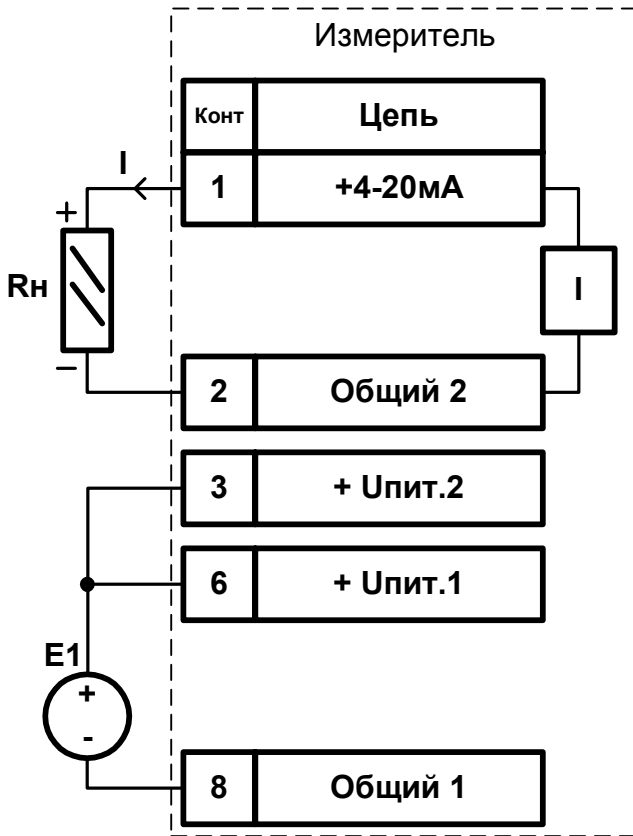 Измеритель
Конт Цепь
I
1 +4-20мА
+
Rн
I
–
2 Общий 2
3 + Uпит.2
6 + Uпит.1
E1
+
-
8 Общий 1